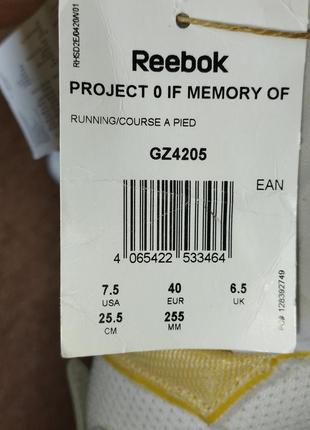 RHSD2E/0420W01
Reebok
PROJECT 0 IF MEMORY OF
RUNNING/COURSE A PIED
GZ4205
EAN
4 065422 533464
7.5 40 6.5
USA EUR UK
25.5 255
CM MM
PO# 128392749